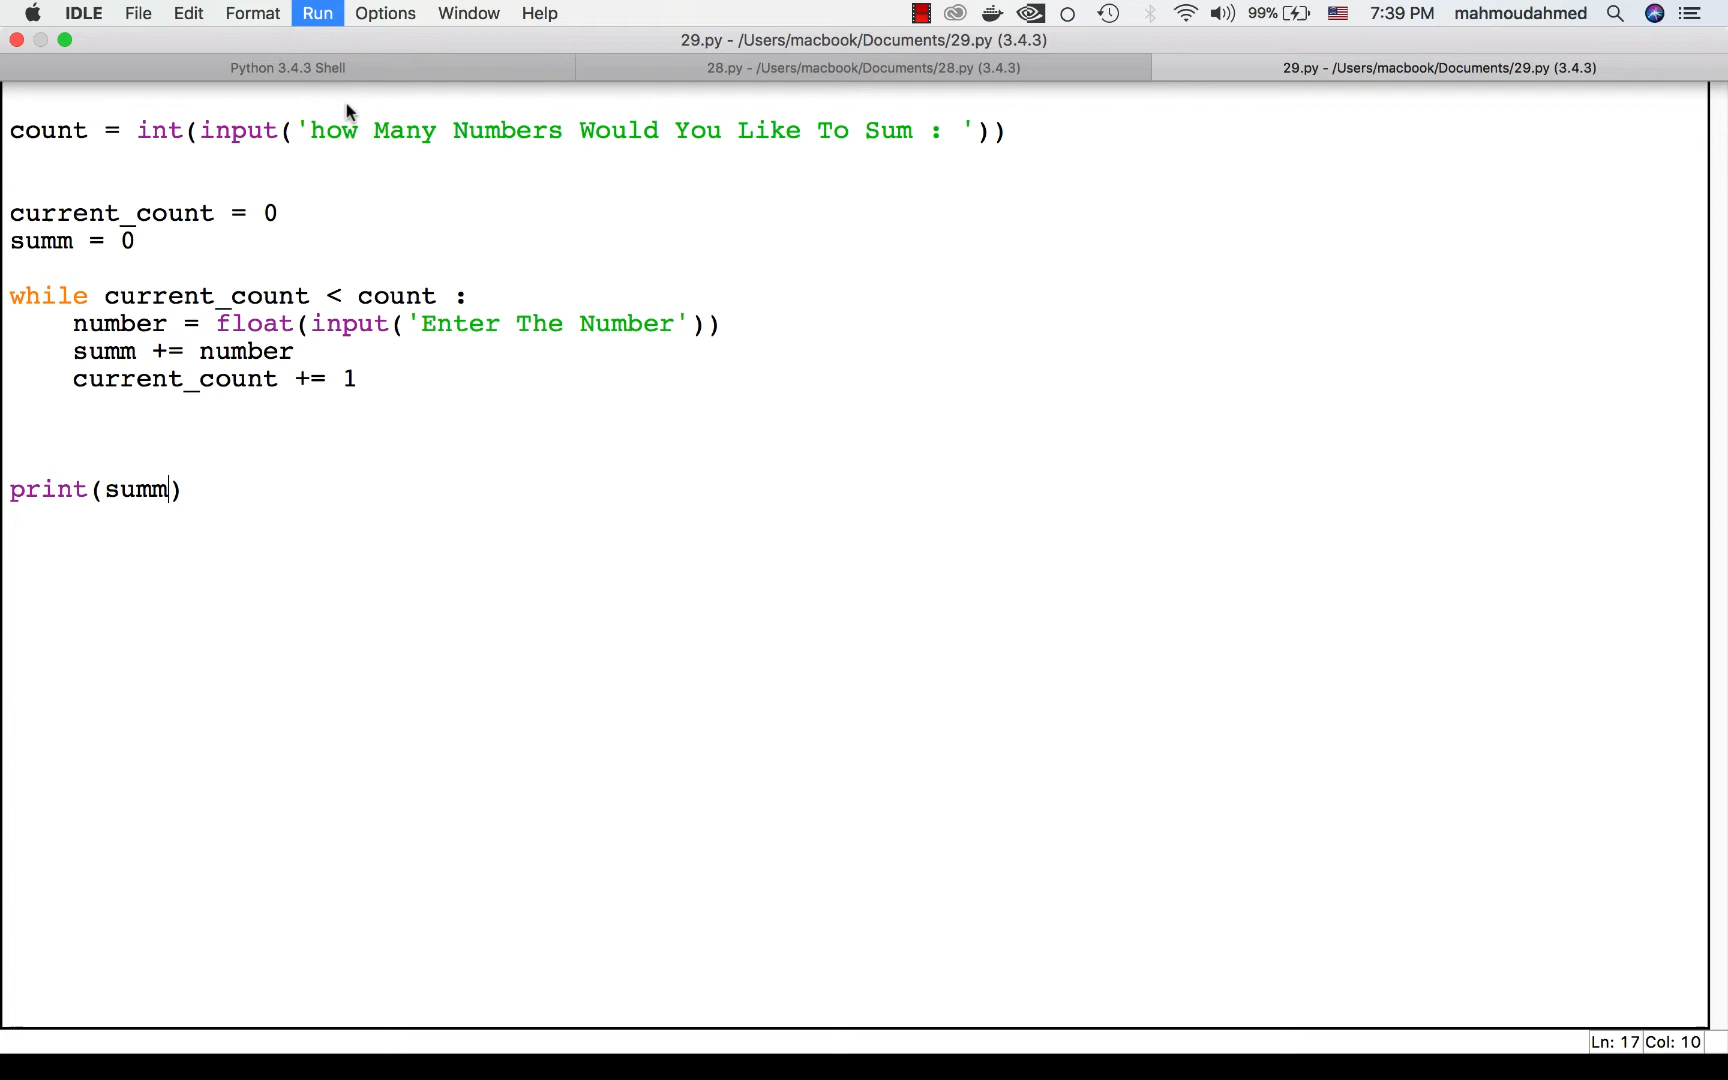 IDLE File Edit Format Run Options Window Help 99% 7:39 PM mahmoudahmed
29.py - /Users/macbook/Documents/29.py (3.4.3)
Python 3.4.3 Shell 28.py - /Users/macbook/Documents/28.py (3.4.3) 29.py - /Users/macbook/Documents/29.py (3.4.3)
count = int(input('how Many Numbers Would You Like To Sum : '))
current_count = 0
summ = 0
while current_count < count :
    number = float(input('Enter The Number'))
    summ += number
    current_count += 1
print(summ)
Ln: 17 Col: 10